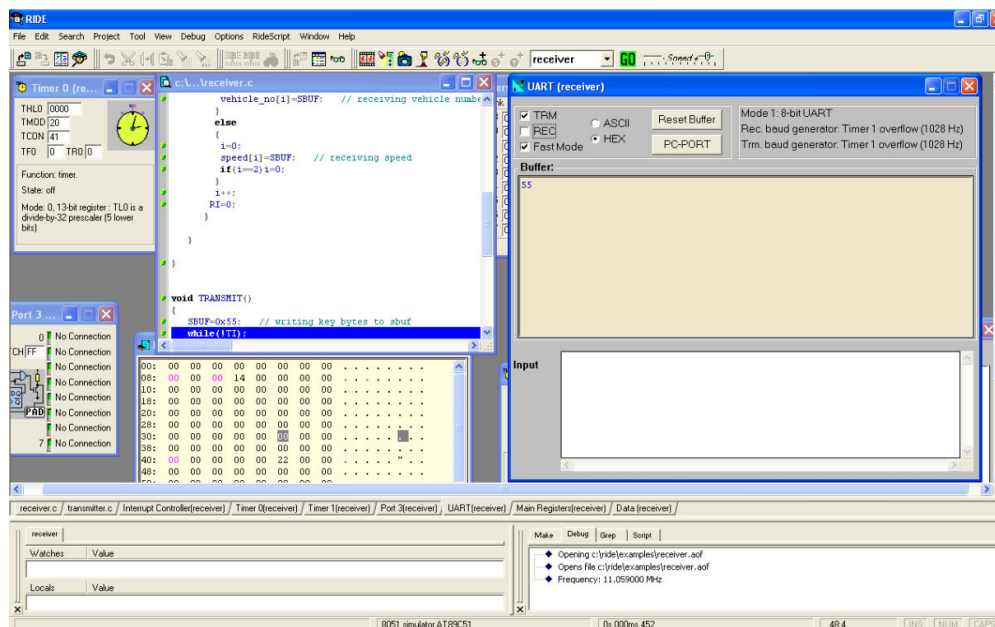 RIDE
File Edit Search Project Tool View Debug Options RideScript Window Help
receiver GO Speed
Timer 0 (re...
THL0 0000
TMOD 20
TCON 41
TF0 0 TR0 0
Function: timer.
State: off
Mode: 0, 13-bit register : TL0 is a
divide-by-32 prescaler (5 lower
bits)
c:\...\receiver.c
vehicle_no[i]=SBUF; // receiving vehicle numbe
}
else
{
i=0;
speed[i]=SBUF; // receiving speed
if(i==2)i=0;
}
i++;
RI=0;
}
}
}
void TRANSMIT()
{
SBUF=0x55; // writing key bytes to sbuf
while(!TI);
UART (receiver)
TRM
REC
Fast Mode
ASCII
HEX
Reset Buffer
PC-PORT
Mode 1: 8-bit UART
Rec. baud generator: Timer 1 overflow (1028 Hz)
Trm. baud generator: Timer 1 overflow (1028 Hz)
Buffer:
55
Input
Port 3 ...
0 No Connection
CH FF No Connection
No Connection
No Connection
No Connection
PAD No Connection
No Connection
7 No Connection
00: 00 00 00 00 00 00 00 00 . . . . . . . .
08: 00 00 00 14 00 00 00 00 . . . . . . . .
10: 00 00 00 00 00 00 00 00 . . . . . . . .
18: 00 00 00 00 00 00 00 00 . . . . . . . .
20: 00 00 00 00 00 00 00 00 . . . . . . . .
28: 00 00 00 00 00 00 00 00 . . . . . . . .
30: 00 00 00 00 00 00 00 00 . . . . . . . .
38: 00 00 00 00 00 00 00 00 . . . . . . . .
40: 00 00 00 00 00 22 00 00 . . . . . " . .
48: 00 00 00 00 00 00 00 00 . . . . . . . .
receiver.c / transmitter.c / Interrupt Controller(receiver) / Timer 0(receiver) / Timer 1(receiver) / Port 3(receiver) / UART(receiver) / Main Registers(receiver) / Data (receiver) /
receiver
Watches Value
Locals Value
Make Debug Grep Script
Opening c:\ride\examples\receiver.aof
Opens file c:\ride\examples\receiver.aof
Frequency: 11.059000 MHz
8051 simulator AT89C51 0s.000ms.452 48:4 INS NUM CAPS